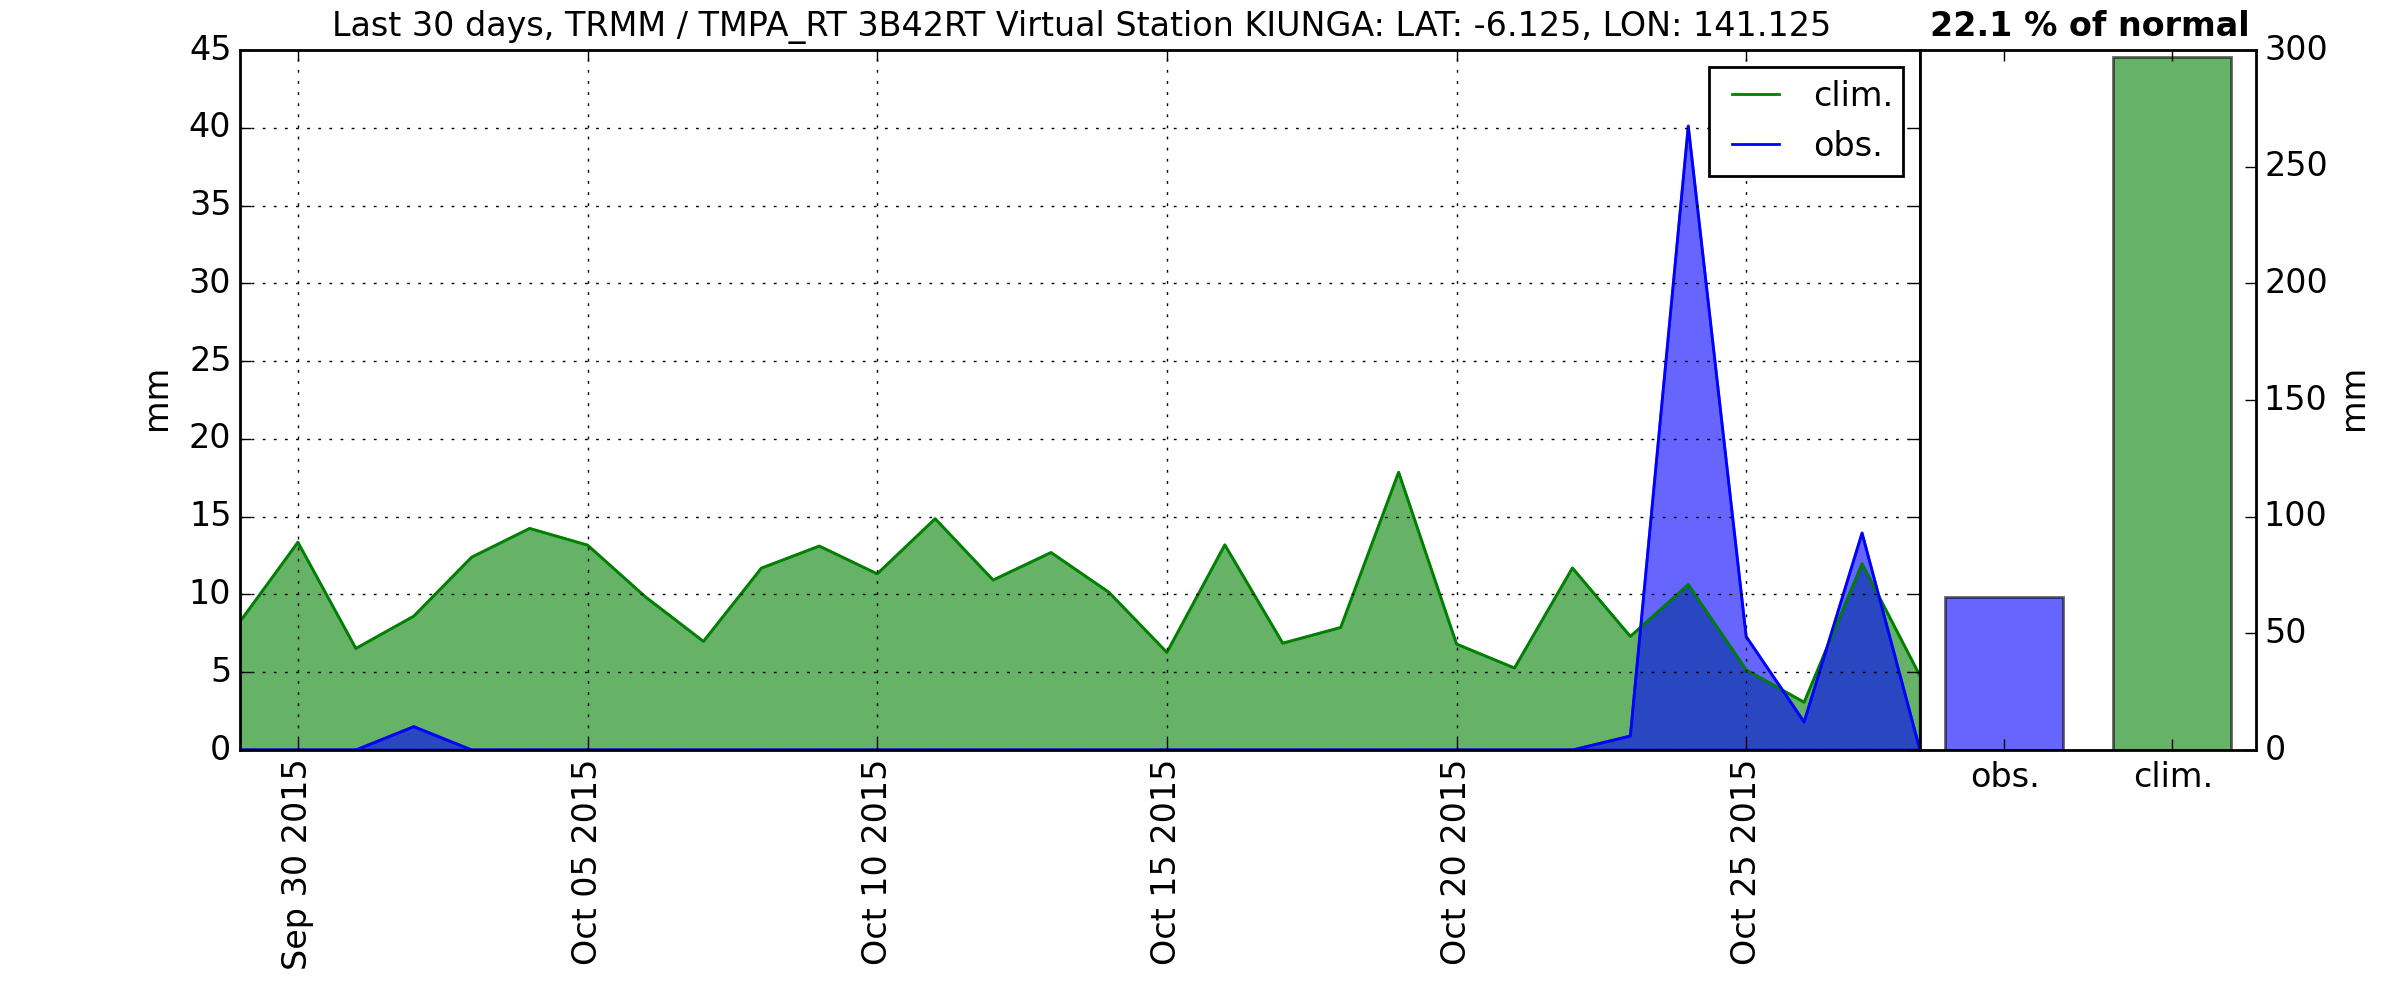 Last 30 days, TRMM / TMPA_RT 3B42RT Virtual Station KIUNGA: LAT: -6.125, LON: 141.125
22.1 % of normal
45
40
35
30
25
20
15
10
5
0
mm
clim.
obs.
Sep 30 2015
Oct 05 2015
Oct 10 2015
Oct 15 2015
Oct 20 2015
Oct 25 2015
300
250
200
150
100
50
0
mm
obs.
clim.